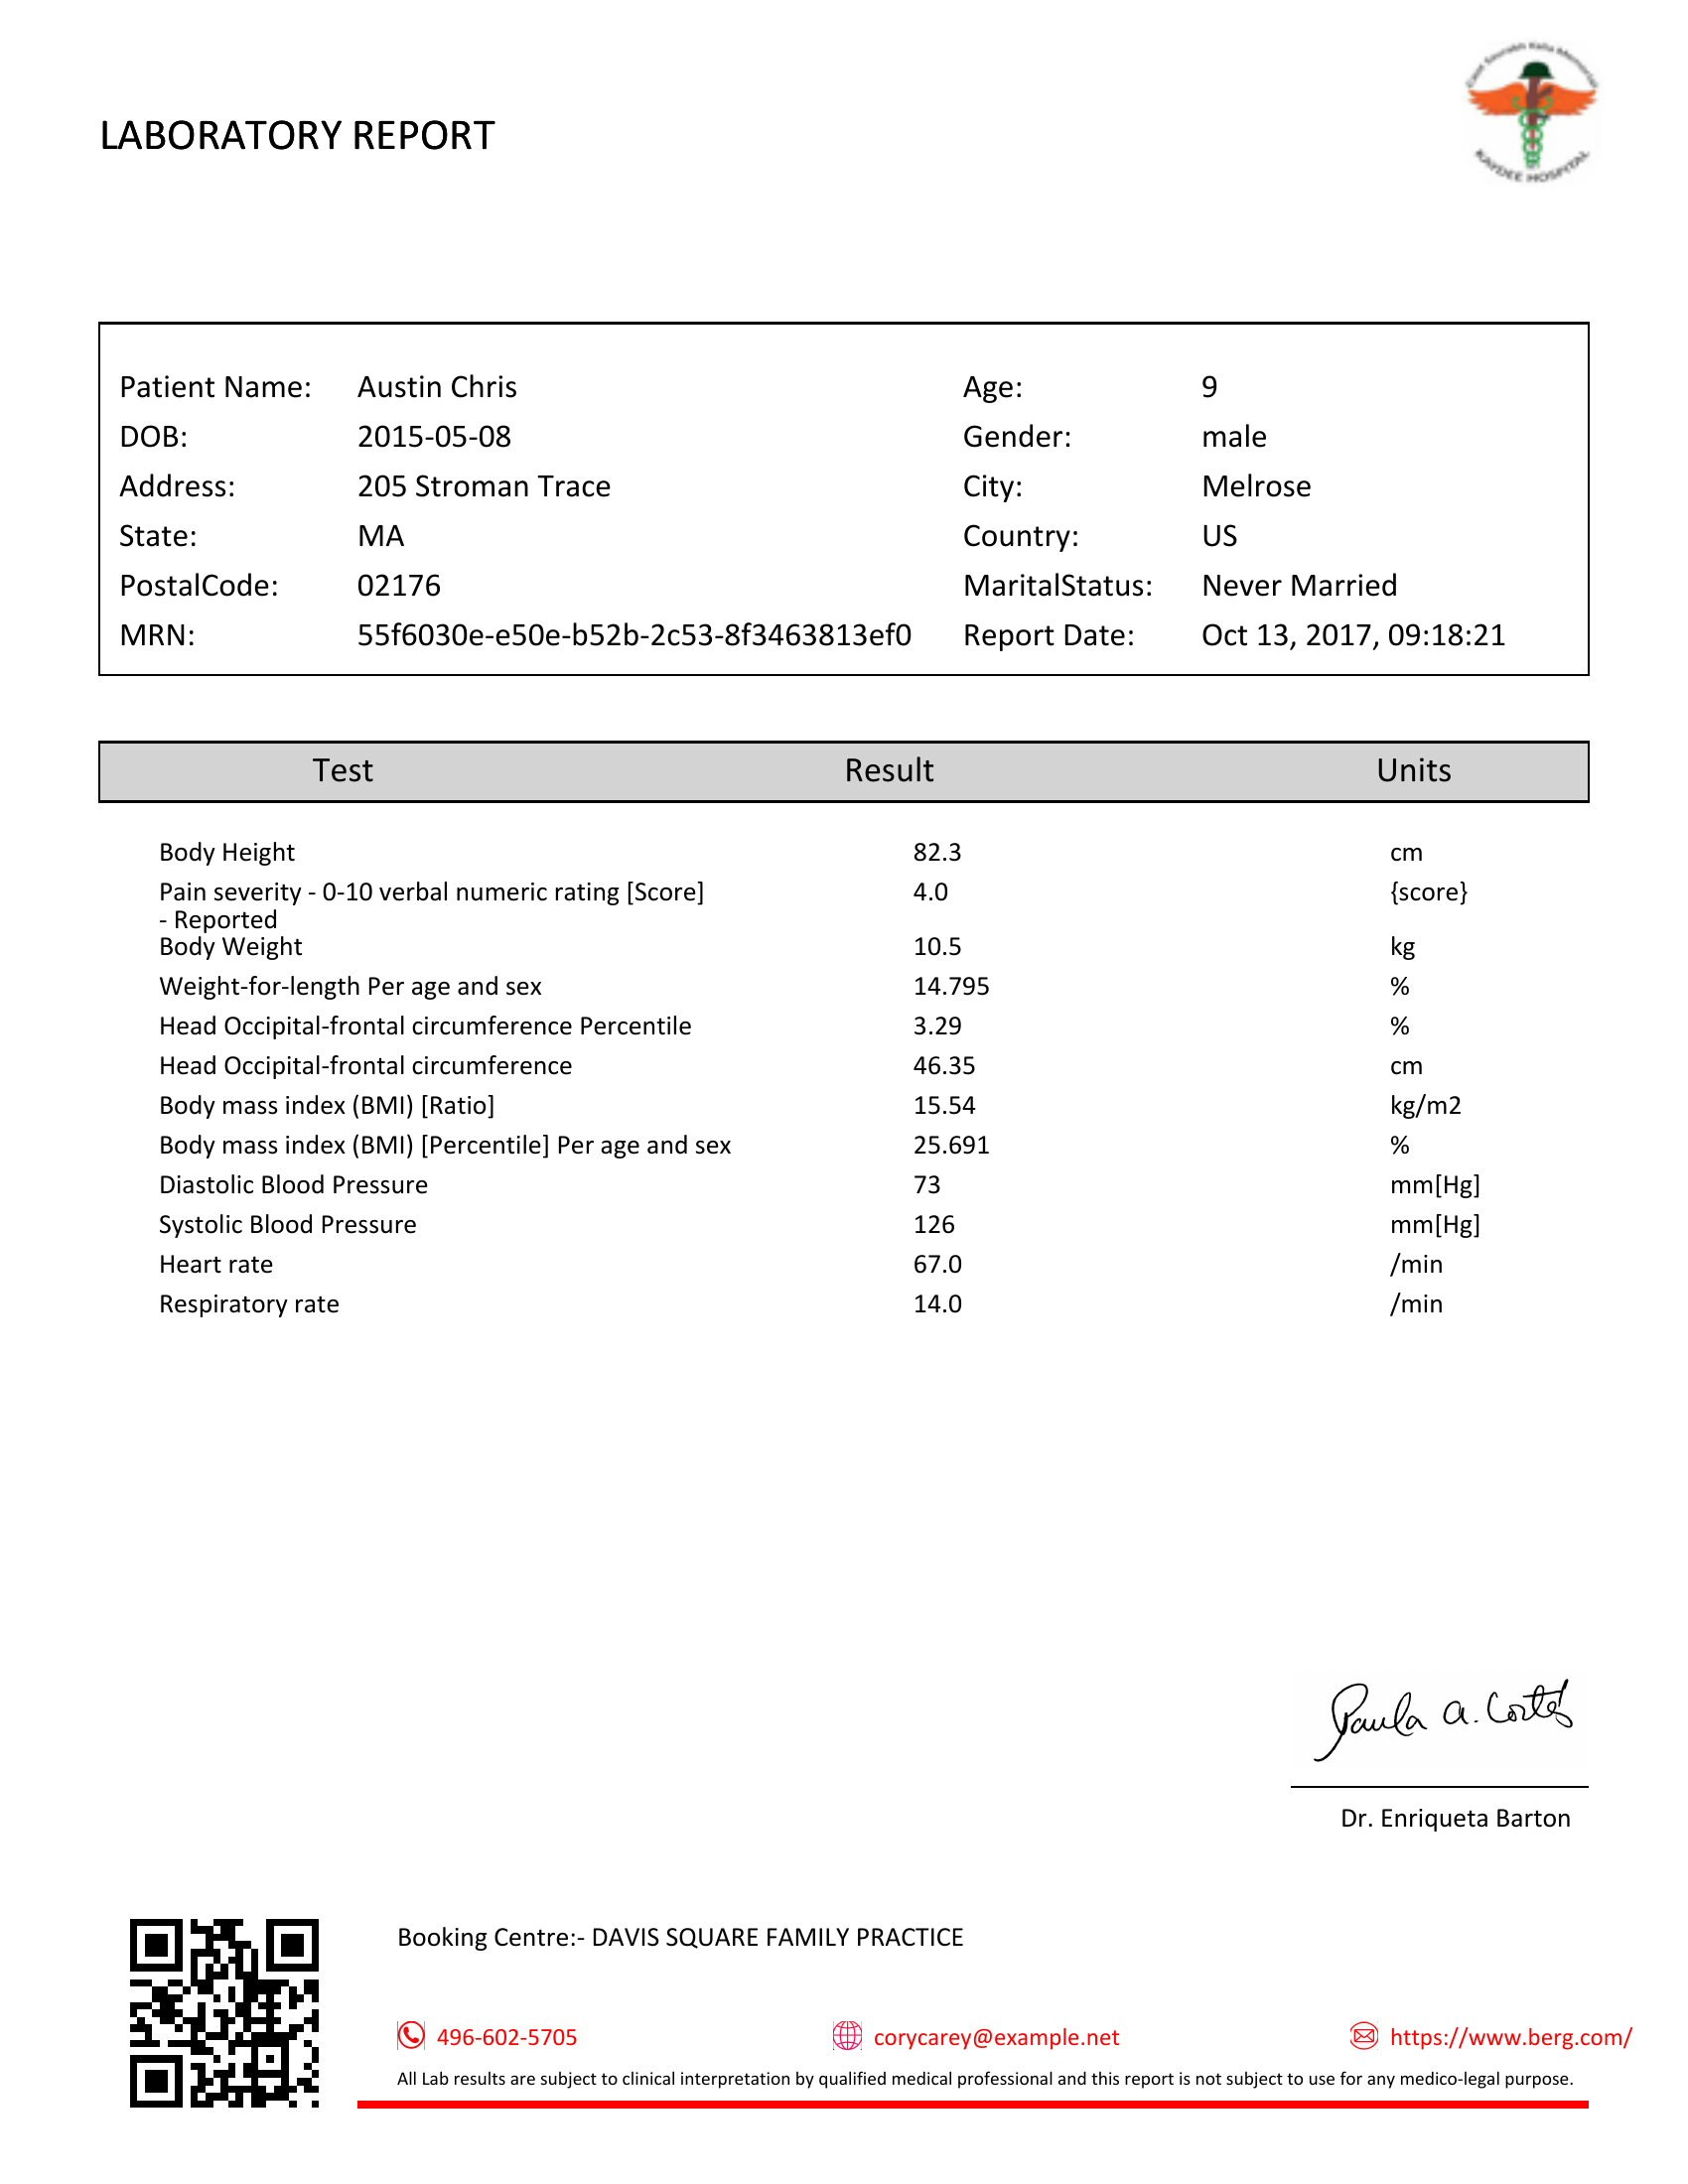 LABORATORY REPORT
KAYDEE HOSPITAL
Patient Name: Austin Chris Age: 9
DOB: 2015-05-08 Gender: male
Address: 205 Stroman Trace City: Melrose
State: MA Country: US
PostalCode: 02176 MaritalStatus: Never Married
MRN: 55f6030e-e50e-b52b-2c53-8f3463813ef0 Report Date: Oct 13, 2017, 09:18:21
Test Result Units
Body Height 82.3 cm
Pain severity - 0-10 verbal numeric rating [Score] 4.0 {score}
- Reported
Body Weight 10.5 kg
Weight-for-length Per age and sex 14.795 %
Head Occipital-frontal circumference Percentile 3.29 %
Head Occipital-frontal circumference 46.35 cm
Body mass index (BMI) [Ratio] 15.54 kg/m2
Body mass index (BMI) [Percentile] Per age and sex 25.691 %
Diastolic Blood Pressure 73 mm[Hg]
Systolic Blood Pressure 126 mm[Hg]
Heart rate 67.0 /min
Respiratory rate 14.0 /min
Paula A. Cortes
Dr. Enriqueta Barton
Booking Centre:- DAVIS SQUARE FAMILY PRACTICE
496-602-5705 corycarey@example.net https://www.berg.com/
All Lab results are subject to clinical interpretation by qualified medical professional and this report is not subject to use for any medico-legal purpose.